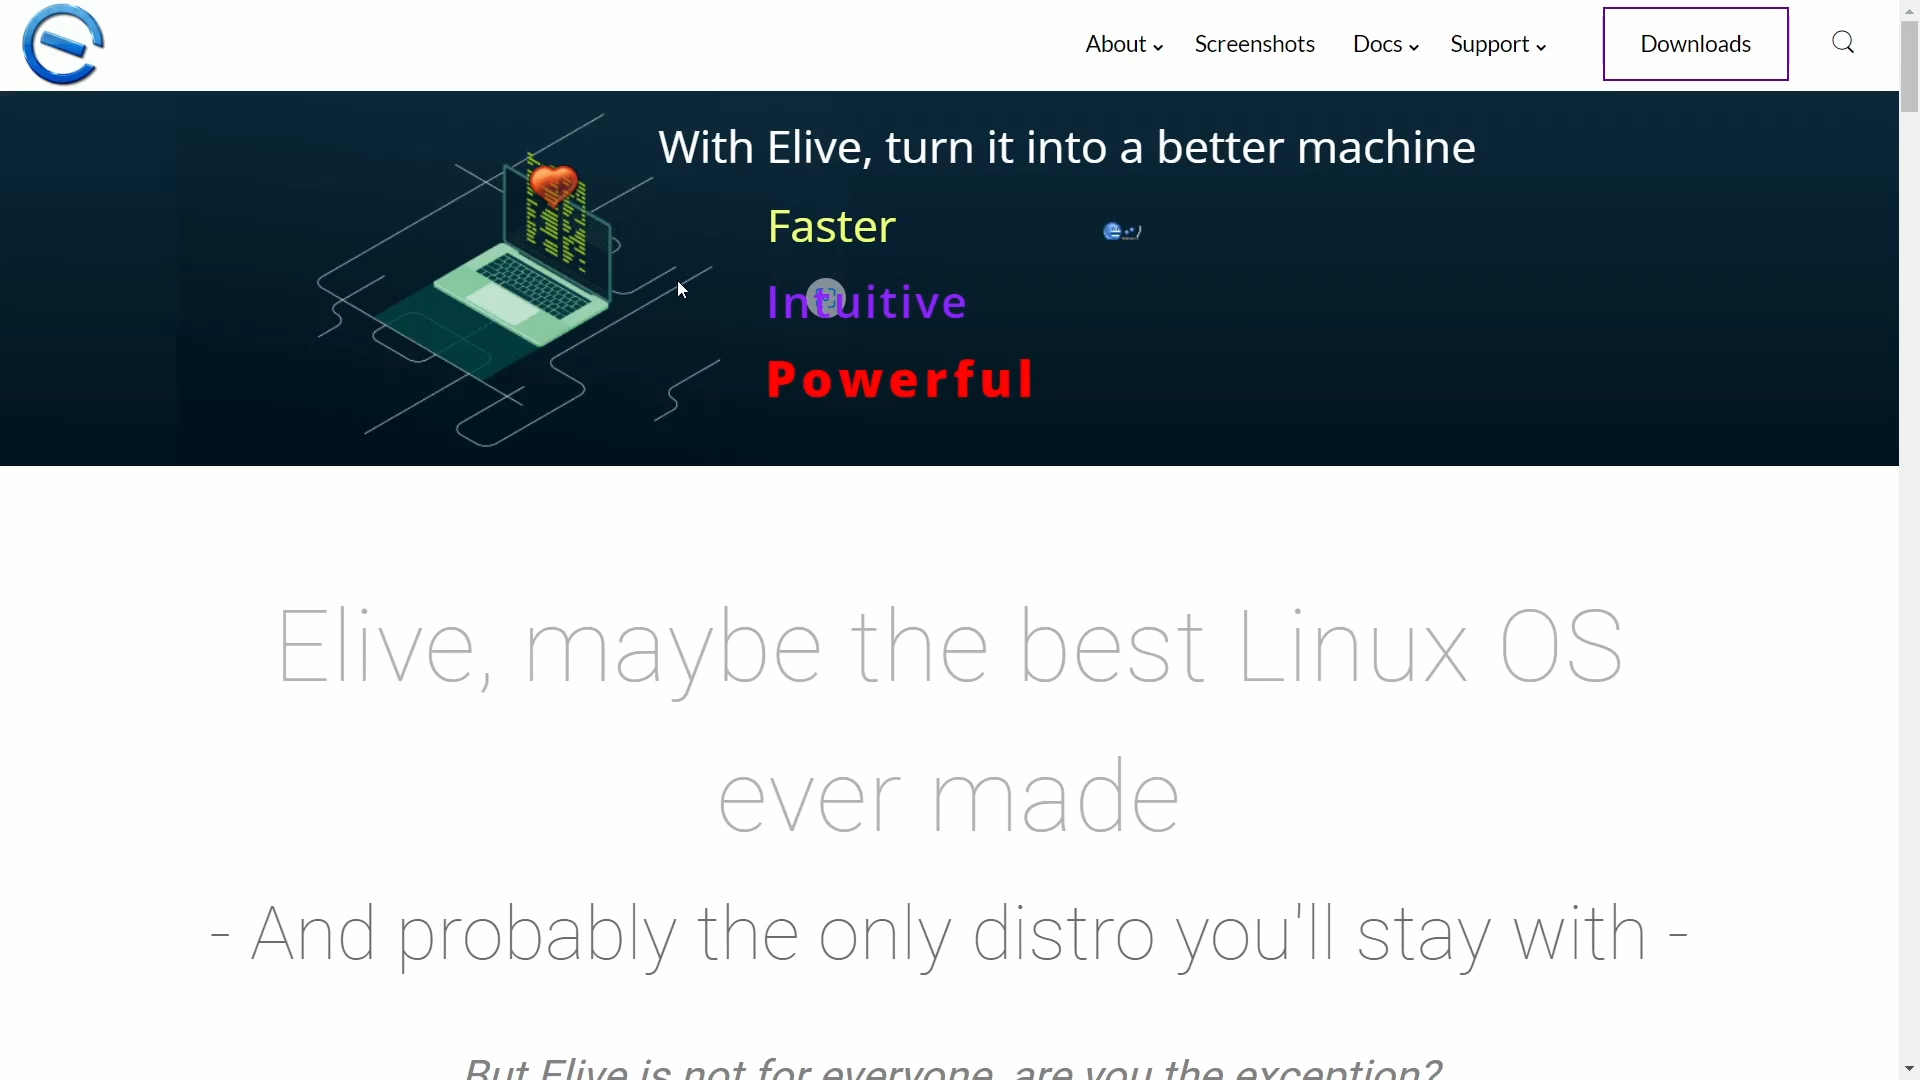 About
Screenshots
Docs
Support
Downloads
With Elive, turn it into a better machine
Faster
Intuitive
Powerful
Elive, maybe the best Linux OS
ever made
- And probably the only distro you'll stay with -
But Elive is not for everyone, are you the exception?